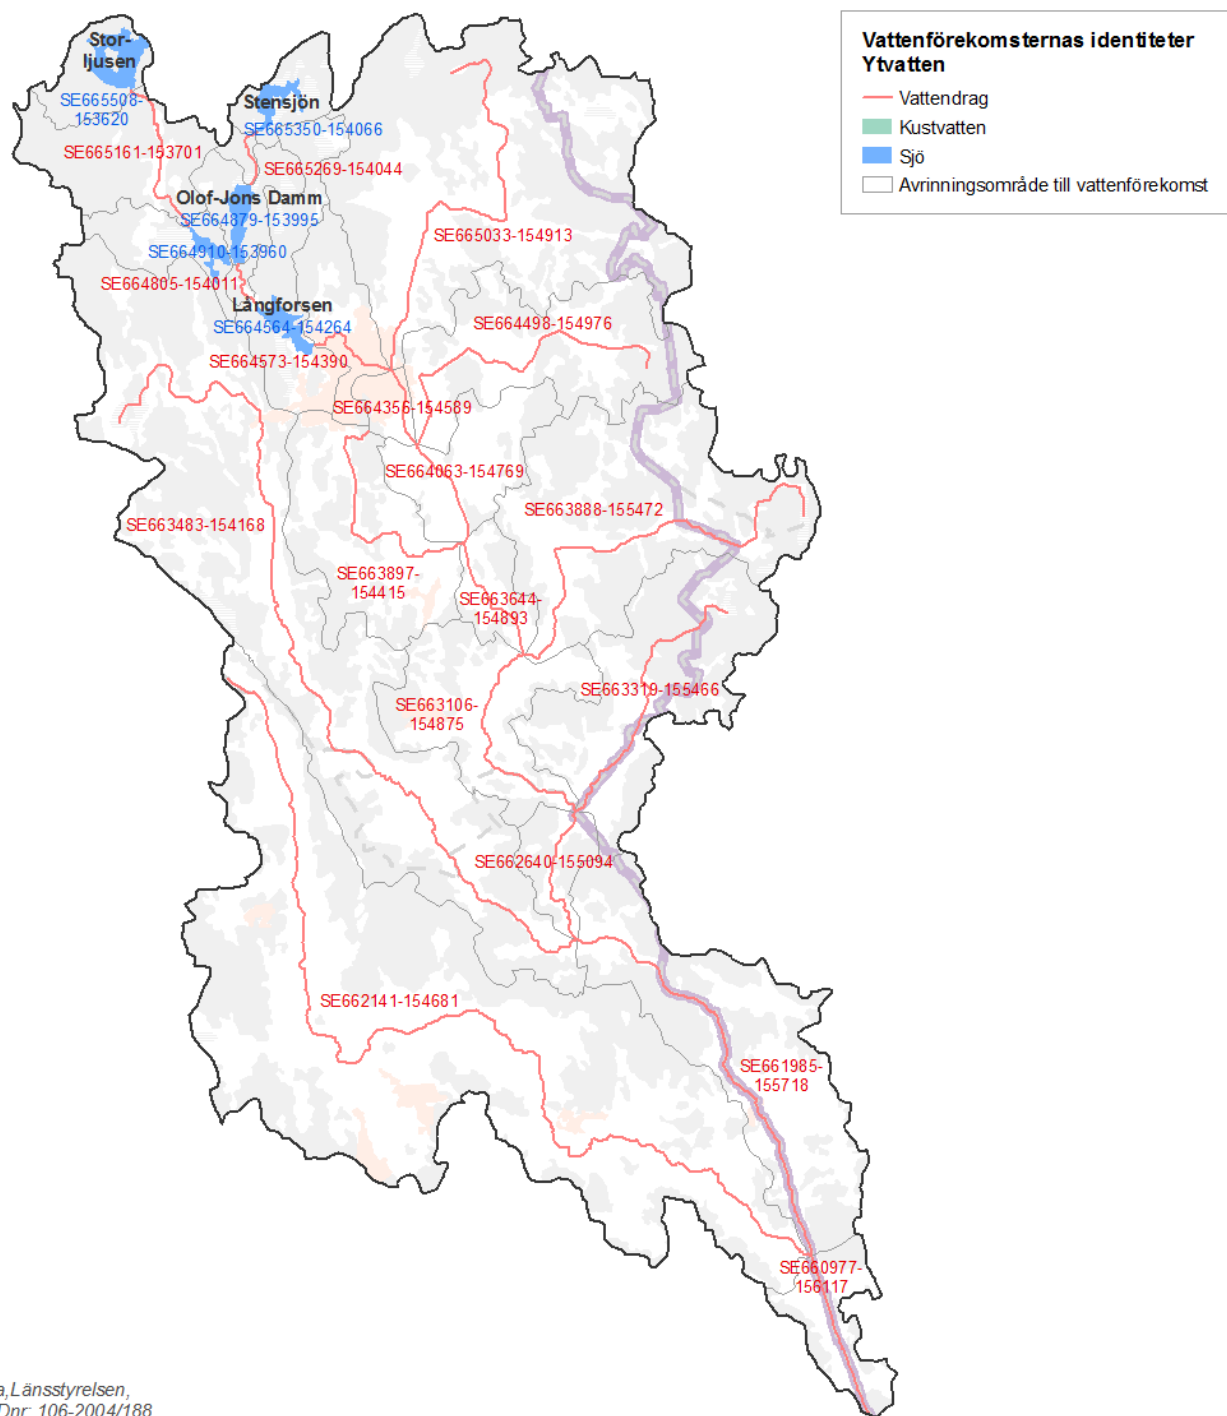 Vattenförekomsternas identiteter
Ytvatten
Vattendrag
Kustvatten
Sjö
Avrinningsområde till vattenförekomst
Stor-
ljusen
SE665508-
153620
Stensjön
SE665350-154066
SE665161-153701
SE665269-154044
Olof-Jons Damm
SE664879-153995
SE665033-154913
SE664910-153960
SE664805-154011
Långforsen
SE664564-154264
SE664498-154976
SE664573-154390
SE664356-154589
SE664063-154769
SE663888-155472
SE663483-154168
SE663897-
154415
SE663644-
154893
SE663319-155466
SE663106-
154875
SE662640-155094
SE662141-154681
SE661985-
155718
SE660977-
156117
a,Länsstyrelsen,
Dnr: 106-2004/188